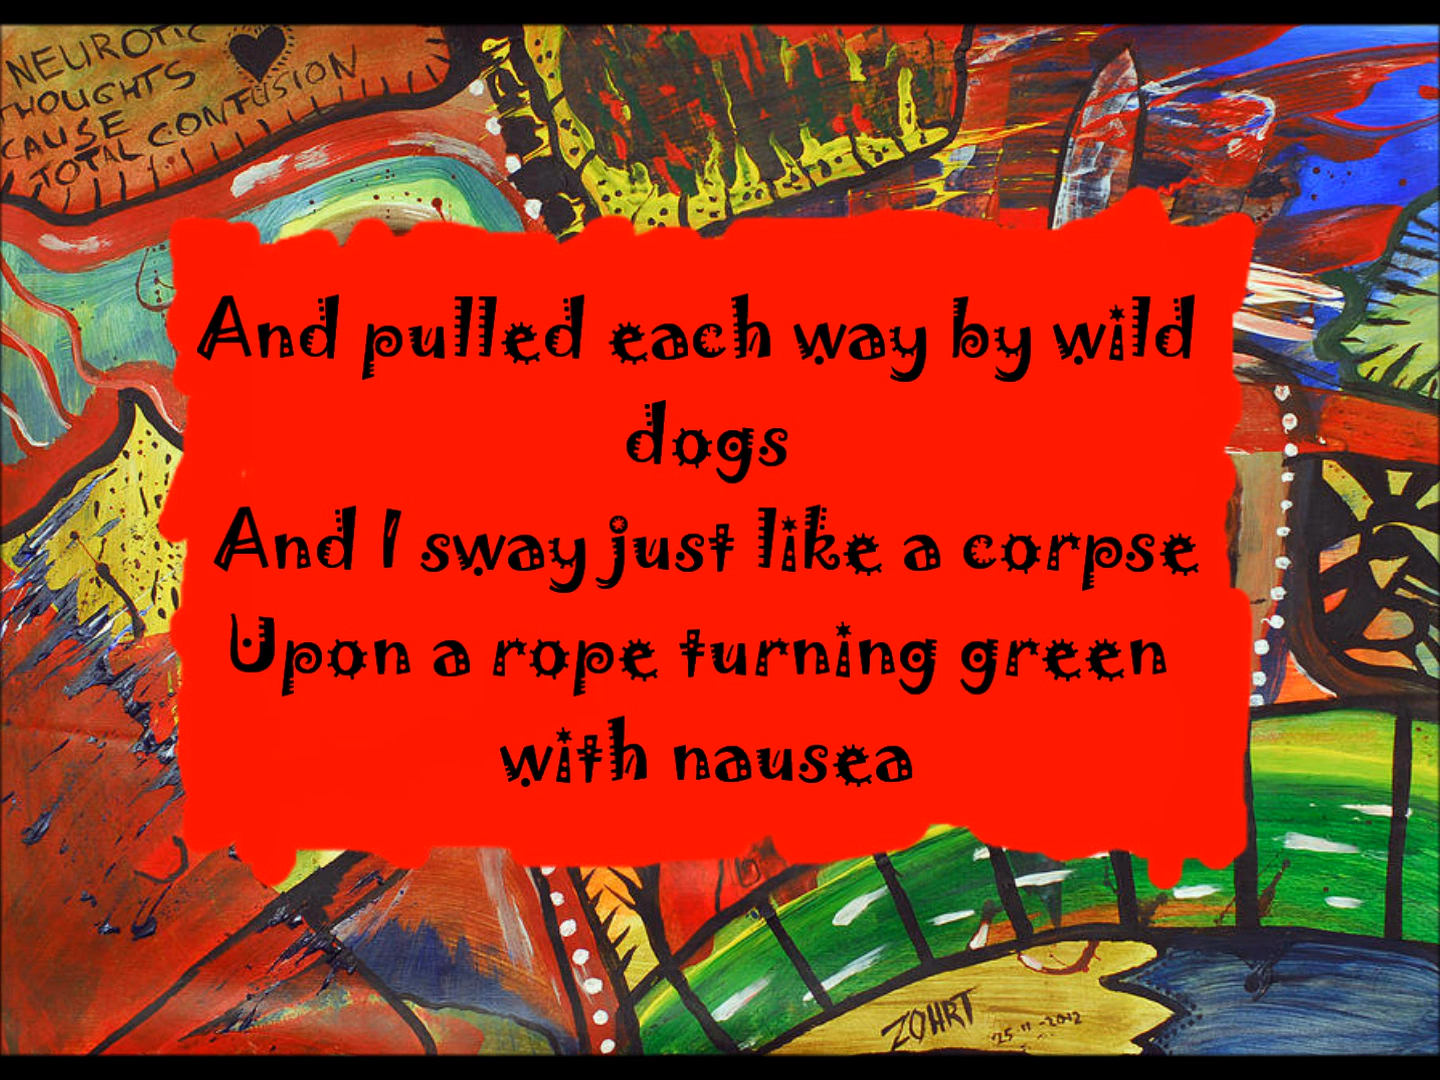 NEUROTIC
THOUGHTS
CAUSE
TOTAL CONFUSION
And pulled each way by wild
dogs
And I sway just like a corpse
Upon a rope turning green
with nausea
ZOHRT
25 11 -2012